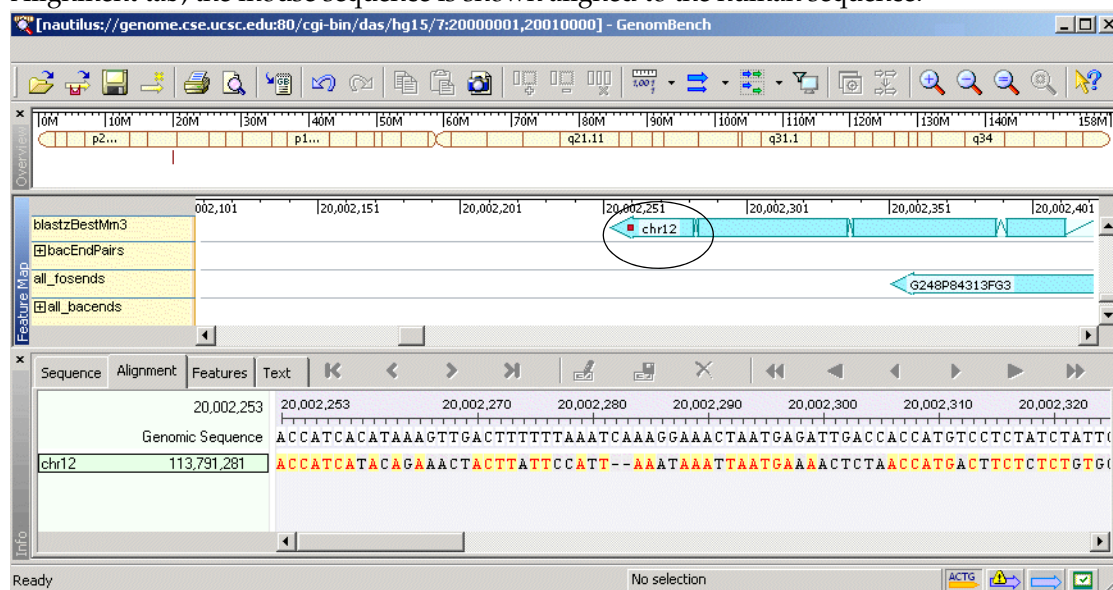 Alignment tab, the mouse sequence is shown aligned to the human sequence.
[nautilus://genome.cse.ucsc.edu:80/cgi-bin/das/hg15/7:20000001,20010000] - GenomBench
Overview
0M 10M 20M 30M 40M 50M 60M 70M 80M 90M 100M 110M 120M 130M 140M 158M
p2... p1... q21.11 q31.1 q34
Feature Map
002,101 20,002,151 20,002,201 20,002,251 20,002,301 20,002,351 20,002,401
blastzBestMm3 chr12
bacEndPairs
all_fosends G248P84313FG3
all_bacends
Info
Sequence Alignment Features Text
20,002,253 20,002,253 20,002,270 20,002,280 20,002,290 20,002,300 20,002,310 20,002,320
Genomic Sequence ACCATCACATAAAGTTGACTTTTTTAAATCAAAGGAAACTAATGAGATTGACCACCATGTCCTCTATCTATT
chr12 113,791,281 ACCATCATACAGAAACTACTTATTCCATT--AAATAAATTAATGAAAACTCTAACCATGACTTCTCTCTGTG
Ready No selection ACTG